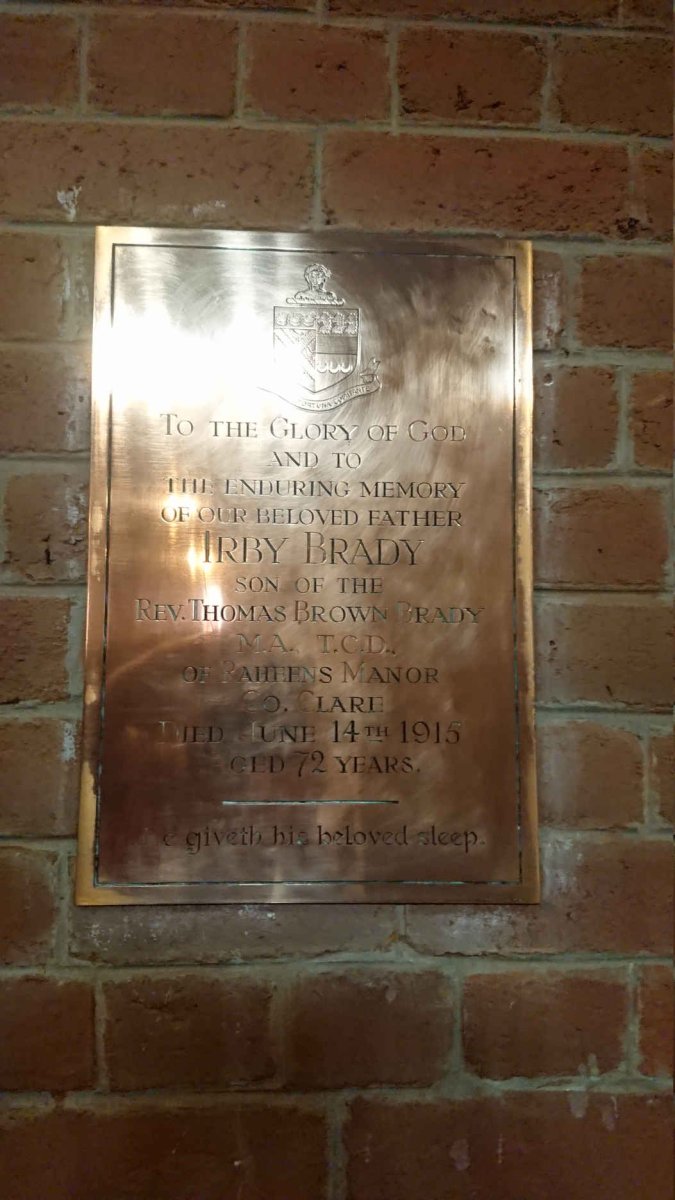 To the Glory of God
and to
the enduring memory
of our beloved father
Irby Brady
son of the
Rev. Thomas Brown Brady
M.A., T.C.D.,
of Raheens Manor
Co. Clare
Died June 14th 1915
aged 72 years.
He giveth his beloved sleep.